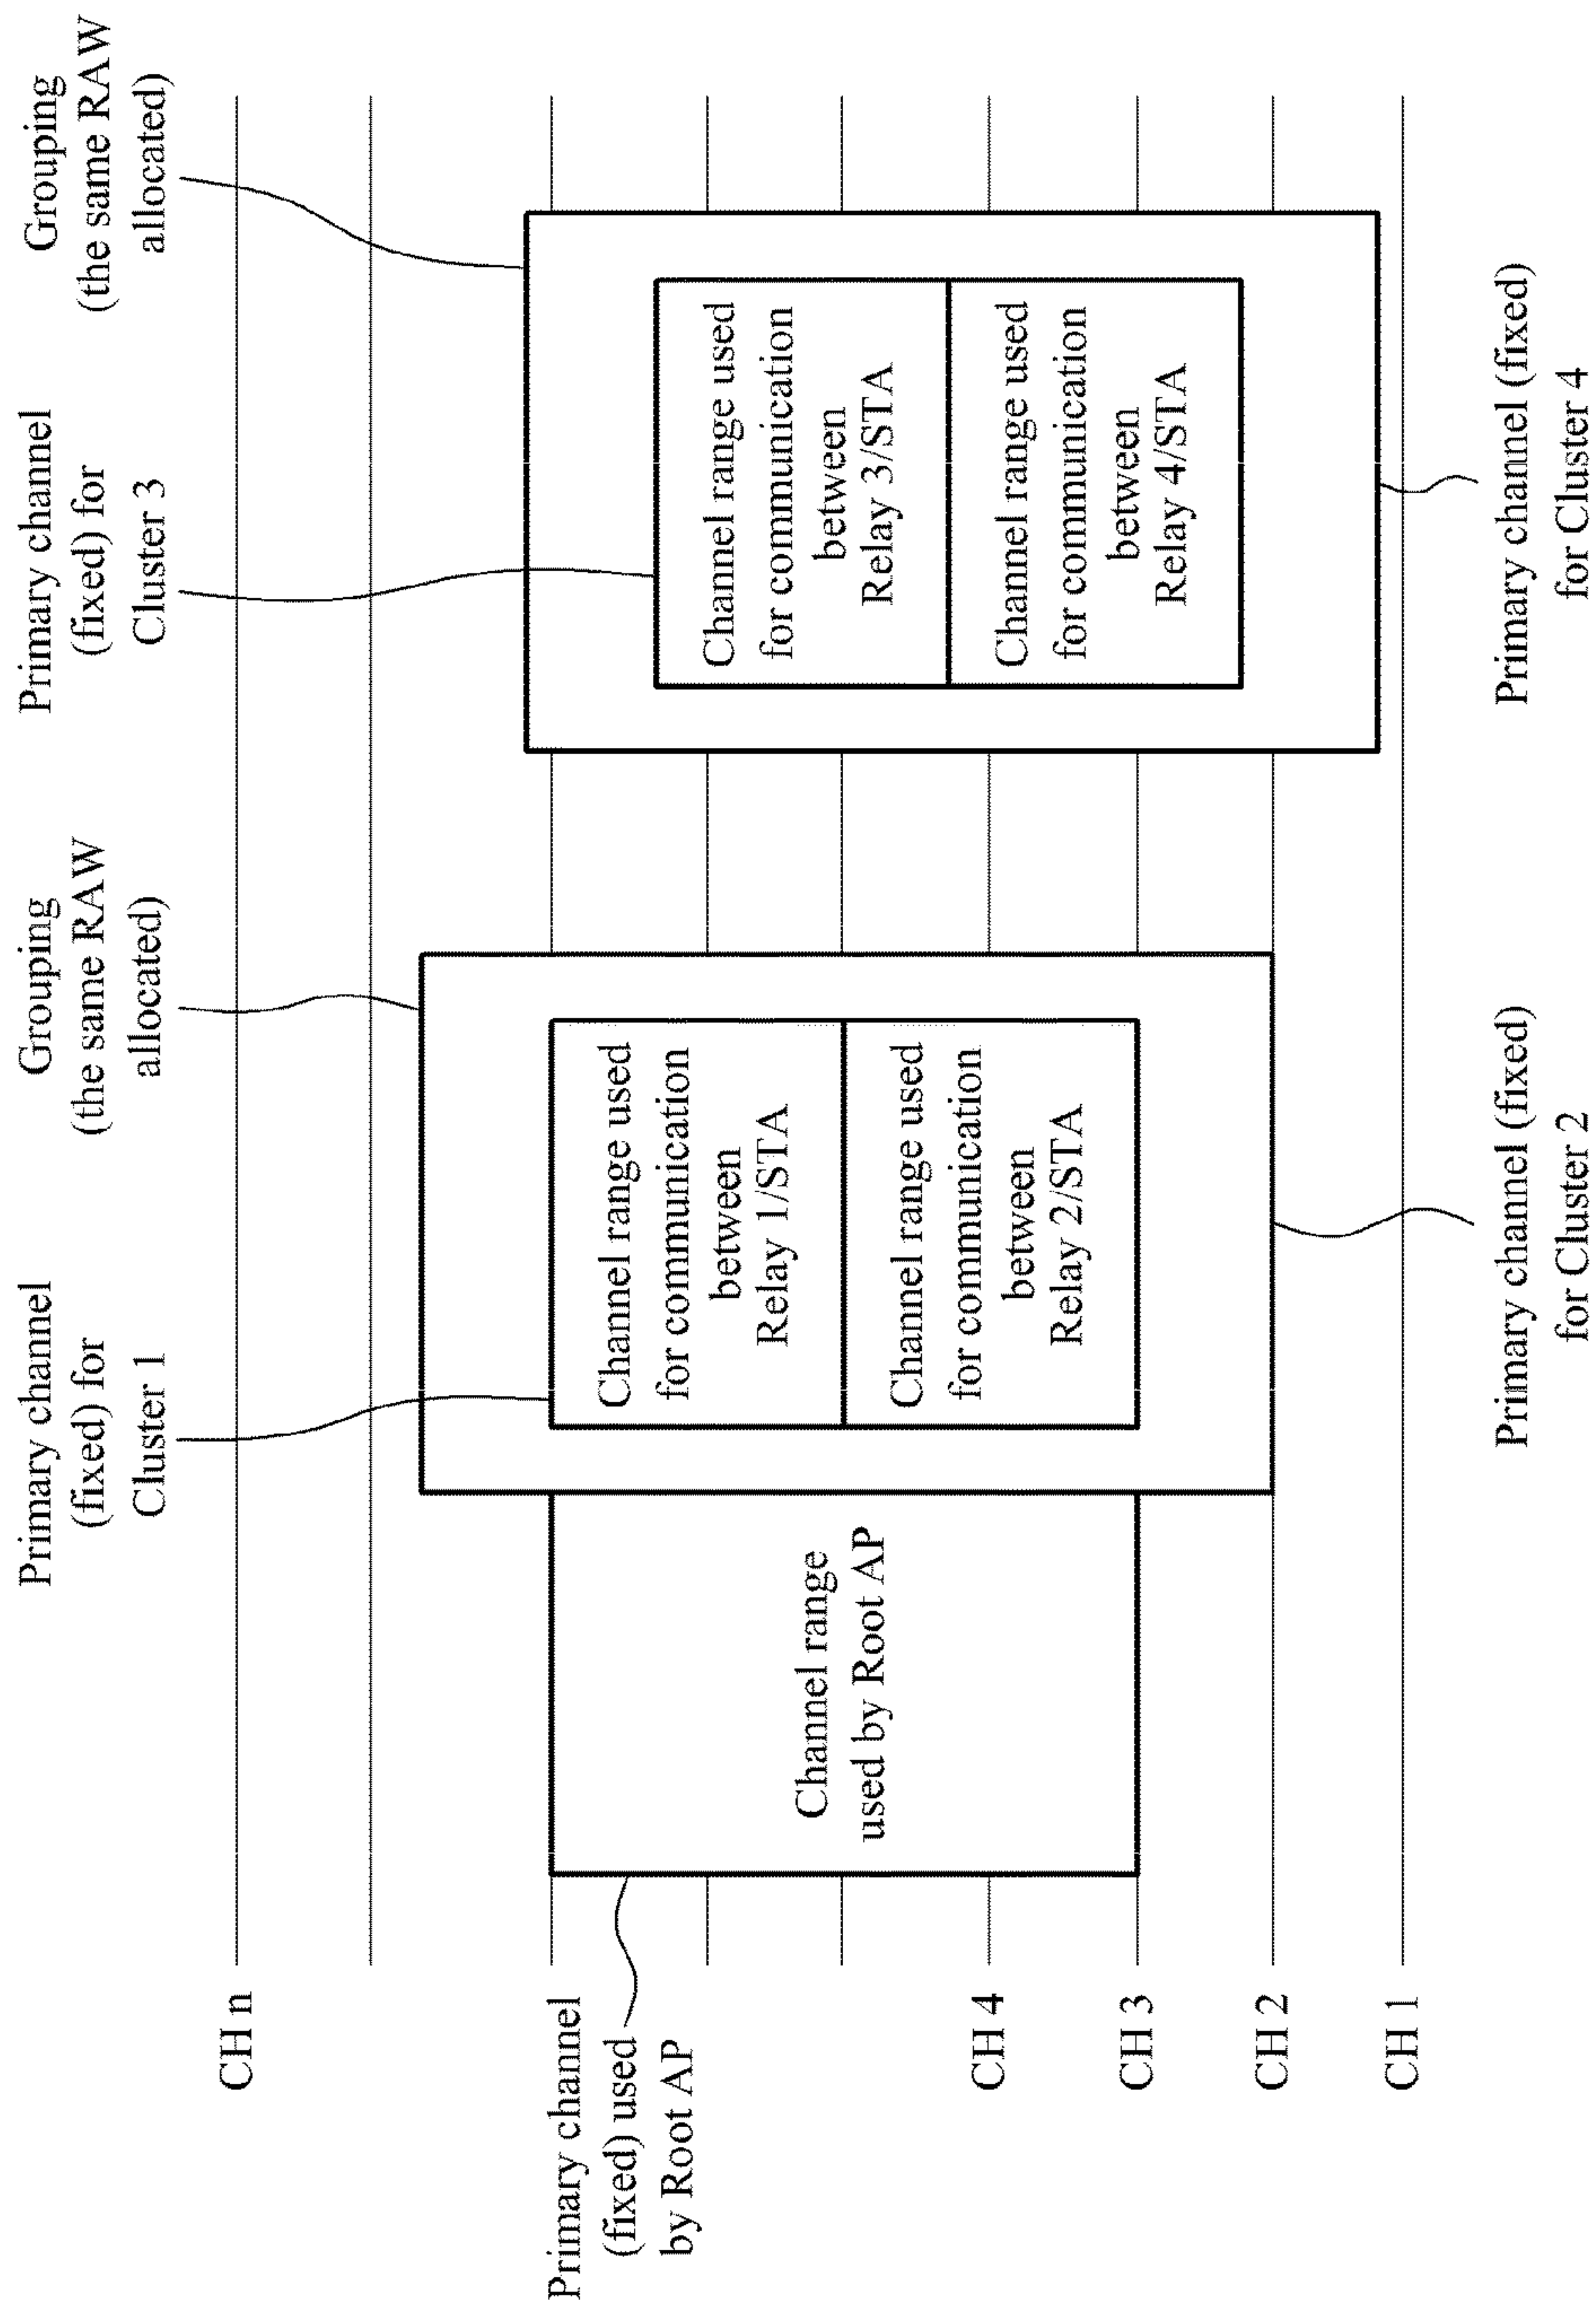 Primary channel
(fixed) for
Cluster 1
Grouping
(the same RAW
allocated)
Primary channel
(fixed) for
Cluster 3
Grouping
(the same RAW
allocated)
CH n
Primary channel
(fixed) used
by Root AP
CH 4
CH 3
CH 2
CH 1
Channel range
used by Root AP
Channel range used
for communication
between
Relay 1/STA
Channel range used
for communication
between
Relay 2/STA
Channel range used
for communication
between
Relay 3/STA
Channel range used
for communication
between
Relay 4/STA
Primary channel (fixed)
for Cluster 2
Primary channel (fixed)
for Cluster 4